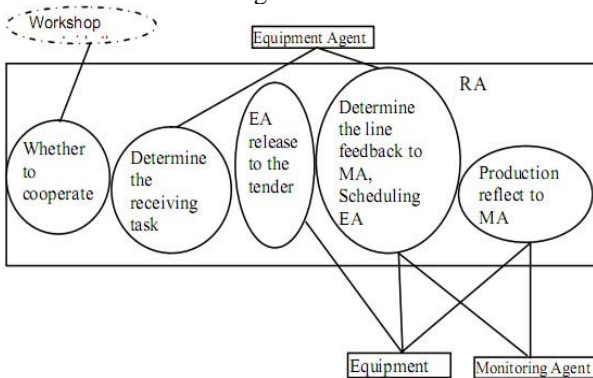 Workshop
Equipment Agent
RA
Whether
to
cooperate
Determine
the
receiving
task
EA
release
to the
tender
Determine
the line
feedback to
MA,
Scheduling
EA
Production
reflect to
MA
Equipment
Monitoring Agent